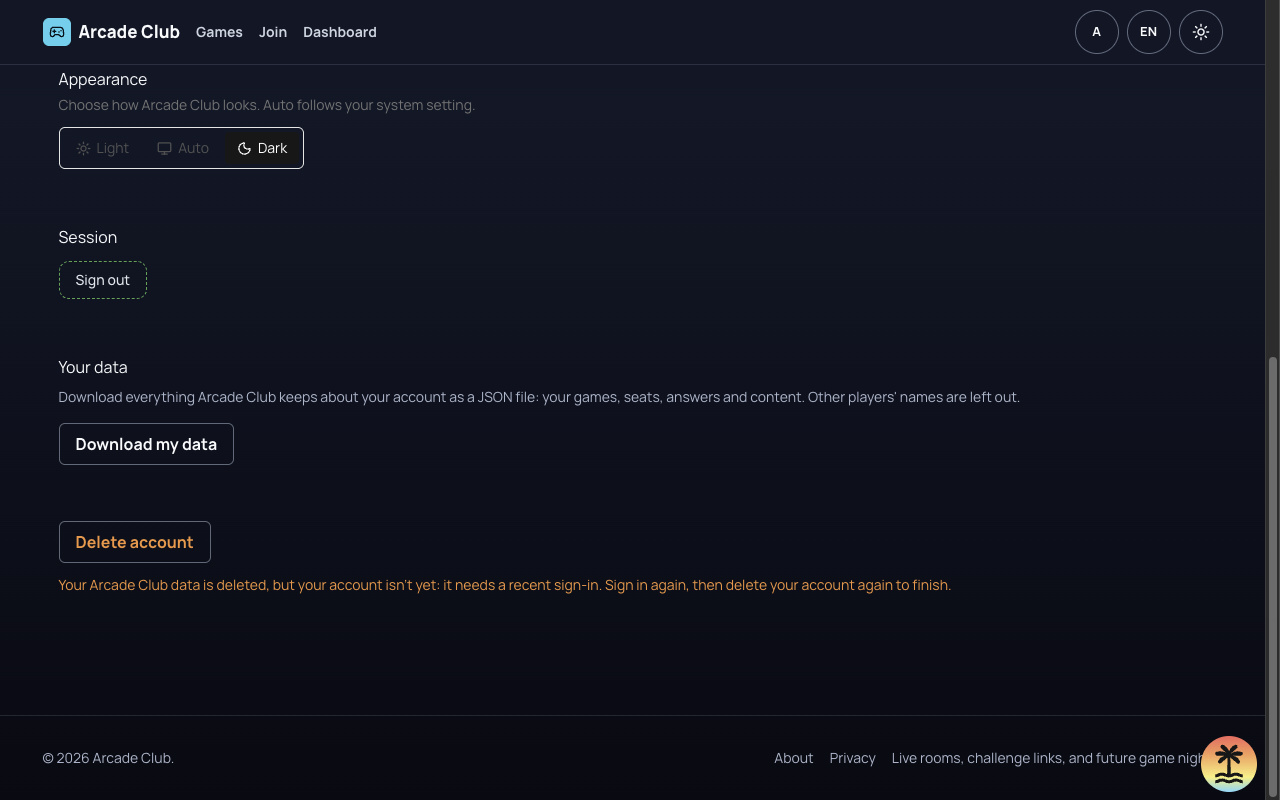 Arcade Club Games Join Dashboard A EN
Appearance
Choose how Arcade Club looks. Auto follows your system setting.
Light Auto Dark
Session
Sign out
Your data
Download everything Arcade Club keeps about your account as a JSON file: your games, seats, answers and content. Other players' names are left out.
Download my data
Delete account
Your Arcade Club data is deleted, but your account isn't yet: it needs a recent sign-in. Sign in again, then delete your account again to finish.
© 2026 Arcade Club. About Privacy Live rooms, challenge links, and future game